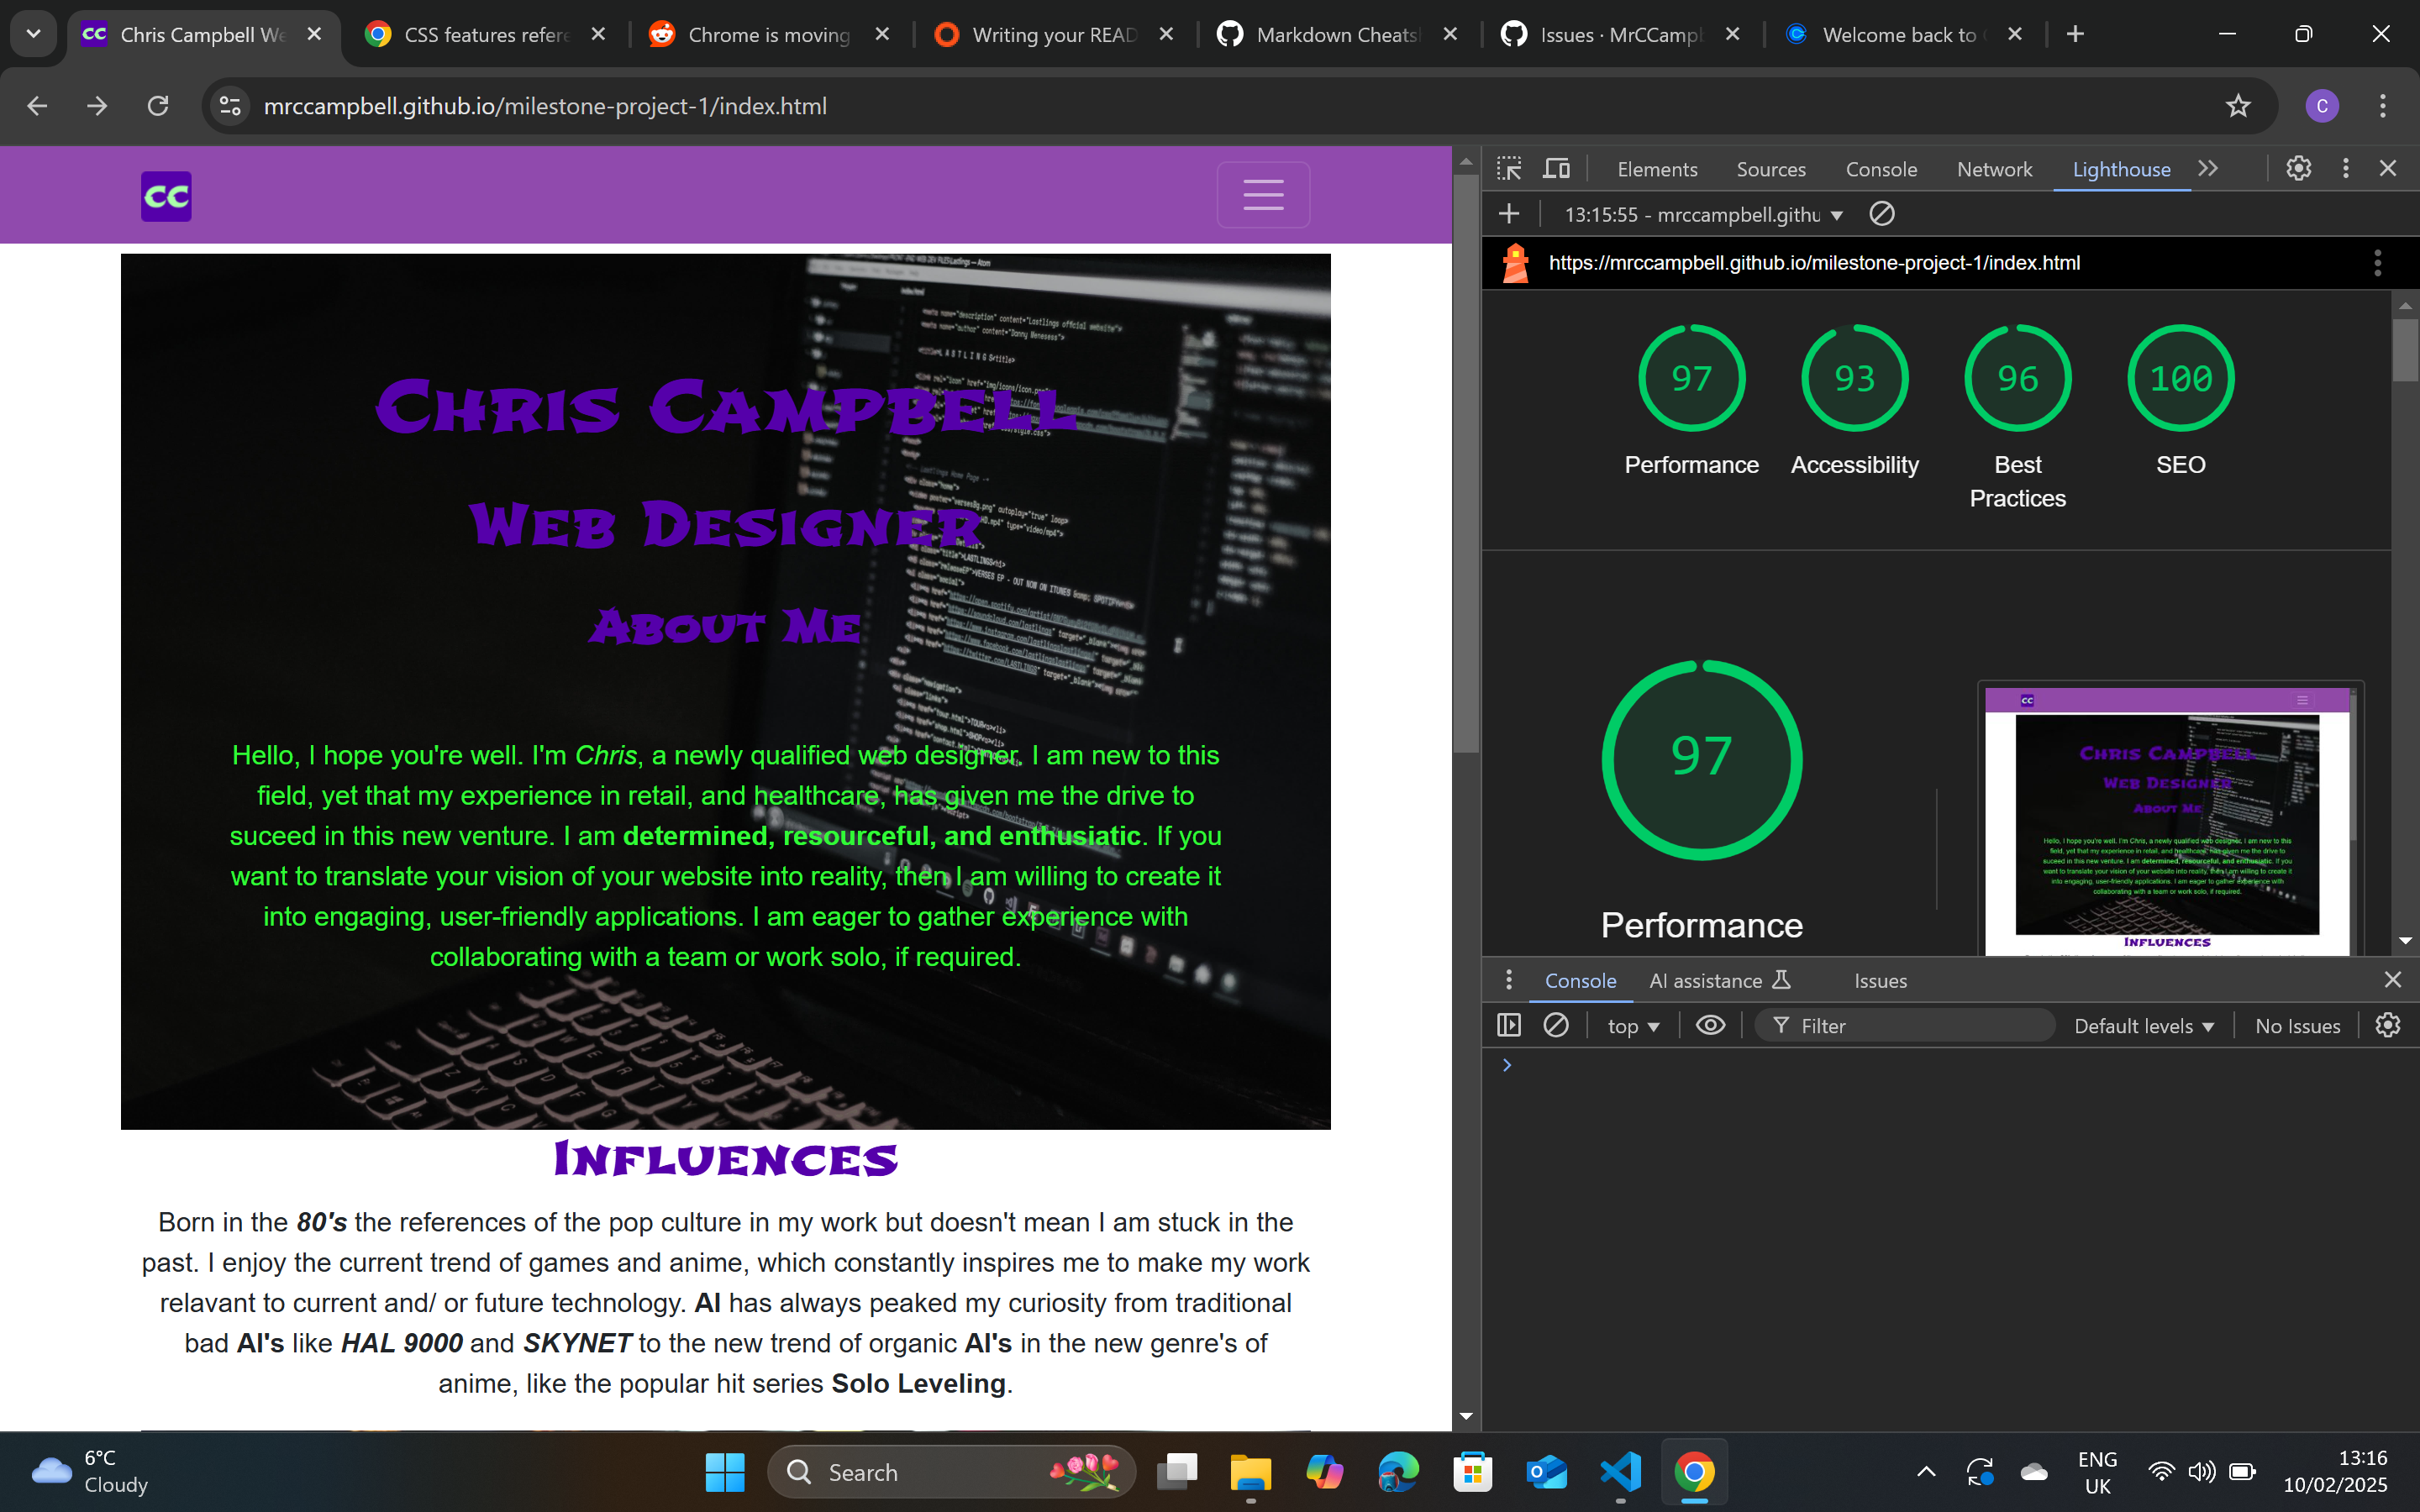 Chris Campbell We
CSS features refere
Chrome is moving
Writing your READ
Markdown Cheats
Issues · MrCCamp
Welcome back to
mrccampbell.github.io/milestone-project-1/index.html
C
CC
Chris Campbell
Web Designer
About Me
Hello, I hope you're well. I'm Chris, a newly qualified web designer. I am new to this
field, yet that my experience in retail, and healthcare, has given me the drive to
suceed in this new venture. I am determined, resourceful, and enthusiatic. If you
want to translate your vision of your website into reality, then I am willing to create it
into engaging, user-friendly applications. I am eager to gather experience with
collaborating with a team or work solo, if required.
Influences
Born in the 80's the references of the pop culture in my work but doesn't mean I am stuck in the
past. I enjoy the current trend of games and anime, which constantly inspires me to make my work
relavant to current and/ or future technology. AI has always peaked my curiosity from traditional
bad AI's like HAL 9000 and SKYNET to the new trend of organic AI's in the new genre's of
anime, like the popular hit series Solo Leveling.
Elements Sources Console Network Lighthouse
13:15:55 - mrccampbell.githu
https://mrccampbell.github.io/milestone-project-1/index.html
97 93 96 100
Performance Accessibility Best Practices SEO
97
Performance
Console AI assistance Issues
top Filter Default levels No Issues
6°C
Cloudy
Search
ENG
UK
13:16
10/02/2025